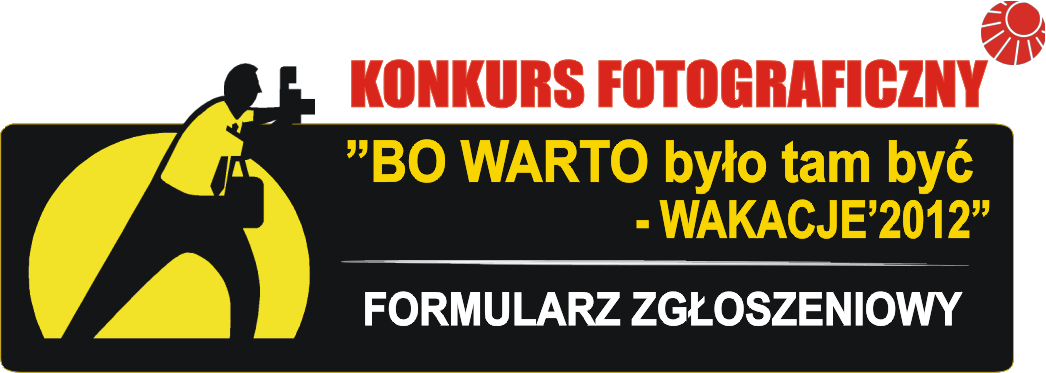 KONKURS FOTOGRAFICZNY
”BO WARTO było tam być
- WAKACJE’2012”
FORMULARZ ZGŁOSZENIOWY